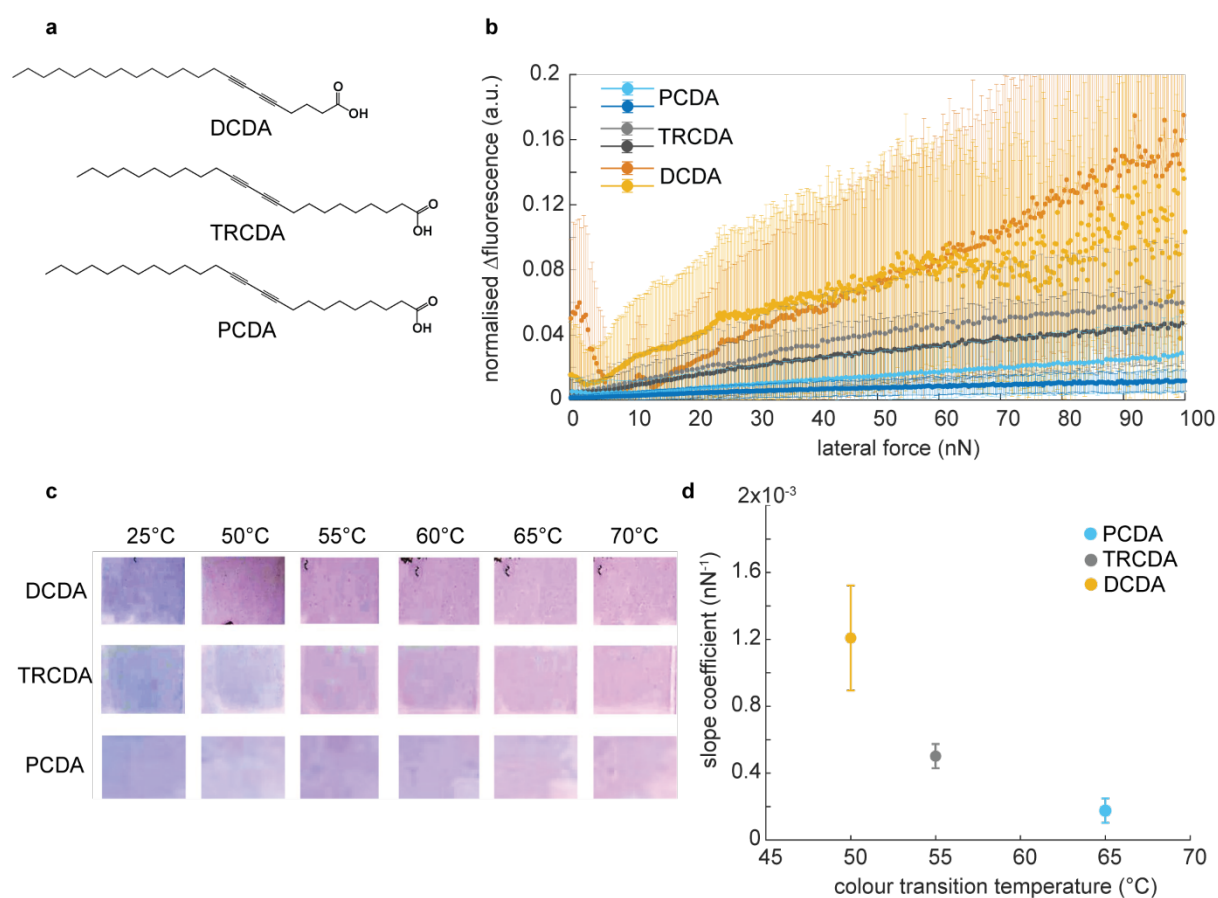 a
O
OH
DCDA
O
OH
TRCDA
O
OH
PCDA
b
normalised Δfluorescence (a.u.)
0.2
0.16
0.12
0.08
0.04
0
PCDA
TRCDA
DCDA
0 10 20 30 40 50 60 70 80 90 100
lateral force (nN)
c
25°C 50°C 55°C 60°C 65°C 70°C
DCDA
TRCDA
PCDA
d
2x10⁻³
1.6
1.2
0.8
0.4
0
slope coefficient (nN⁻¹)
PCDA
TRCDA
DCDA
45 50 55 60 65 70
colour transition temperature (°C)